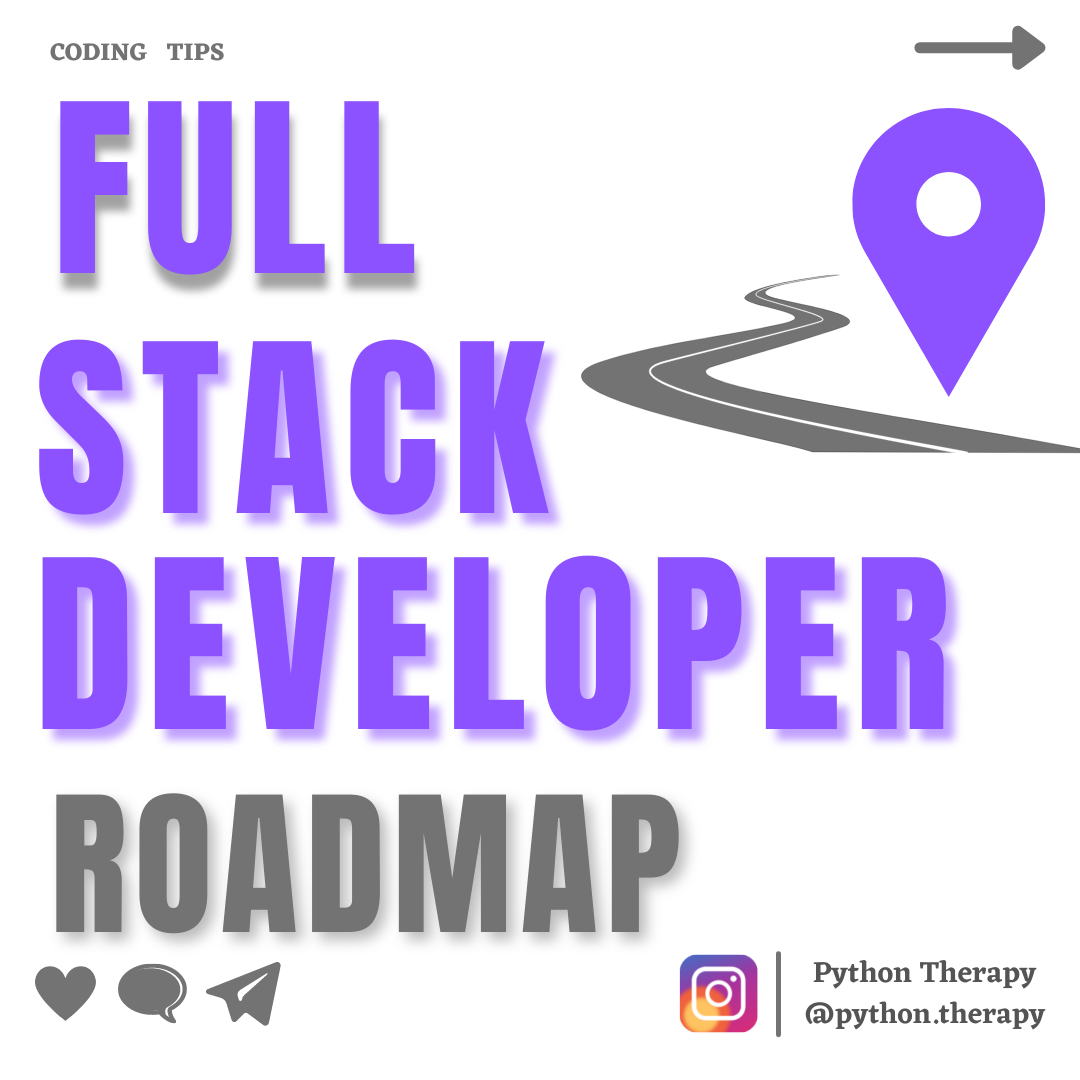 CODING TIPS
FULL
STACK
DEVELOPER
ROADMAP
Python Therapy
@python.therapy